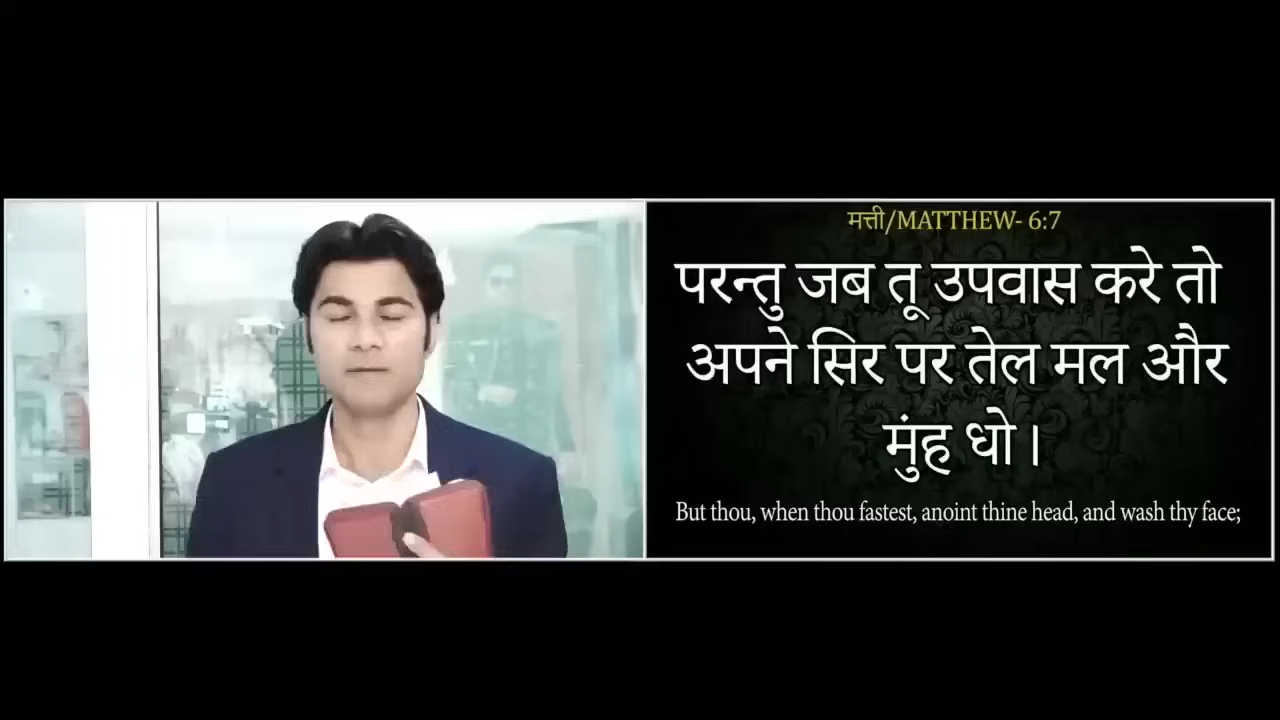 मत्ती/MATTHEW- 6:7
परन्तु जब तू उपवास करे तो
अपने सिर पर तेल मल और
मुंह धो।
But thou, when thou fastest, anoint thine head, and wash thy face;